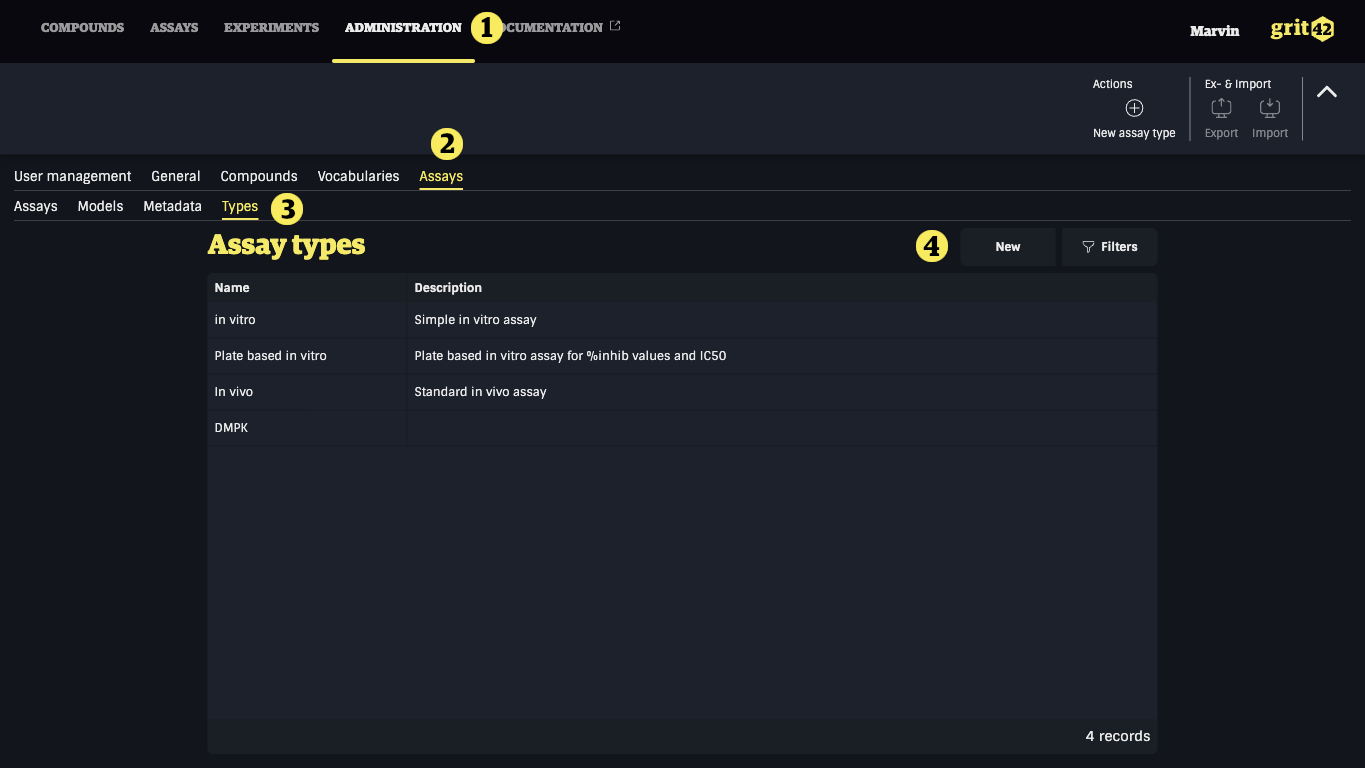 COMPOUNDS ASSAYS EXPERIMENTS ADMINISTRATION 1 OCUMENTATION Marvin grit42
Actions Ex- & Import
New assay type Export Import
2
User management General Compounds Vocabularies Assays
Assays Models Metadata Types 3
Assay types 4 New Filters
Name Description
in vitro Simple in vitro assay
Plate based in vitro Plate based in vitro assay for %inhib values and IC50
In vivo Standard in vivo assay
DMPK
4 records